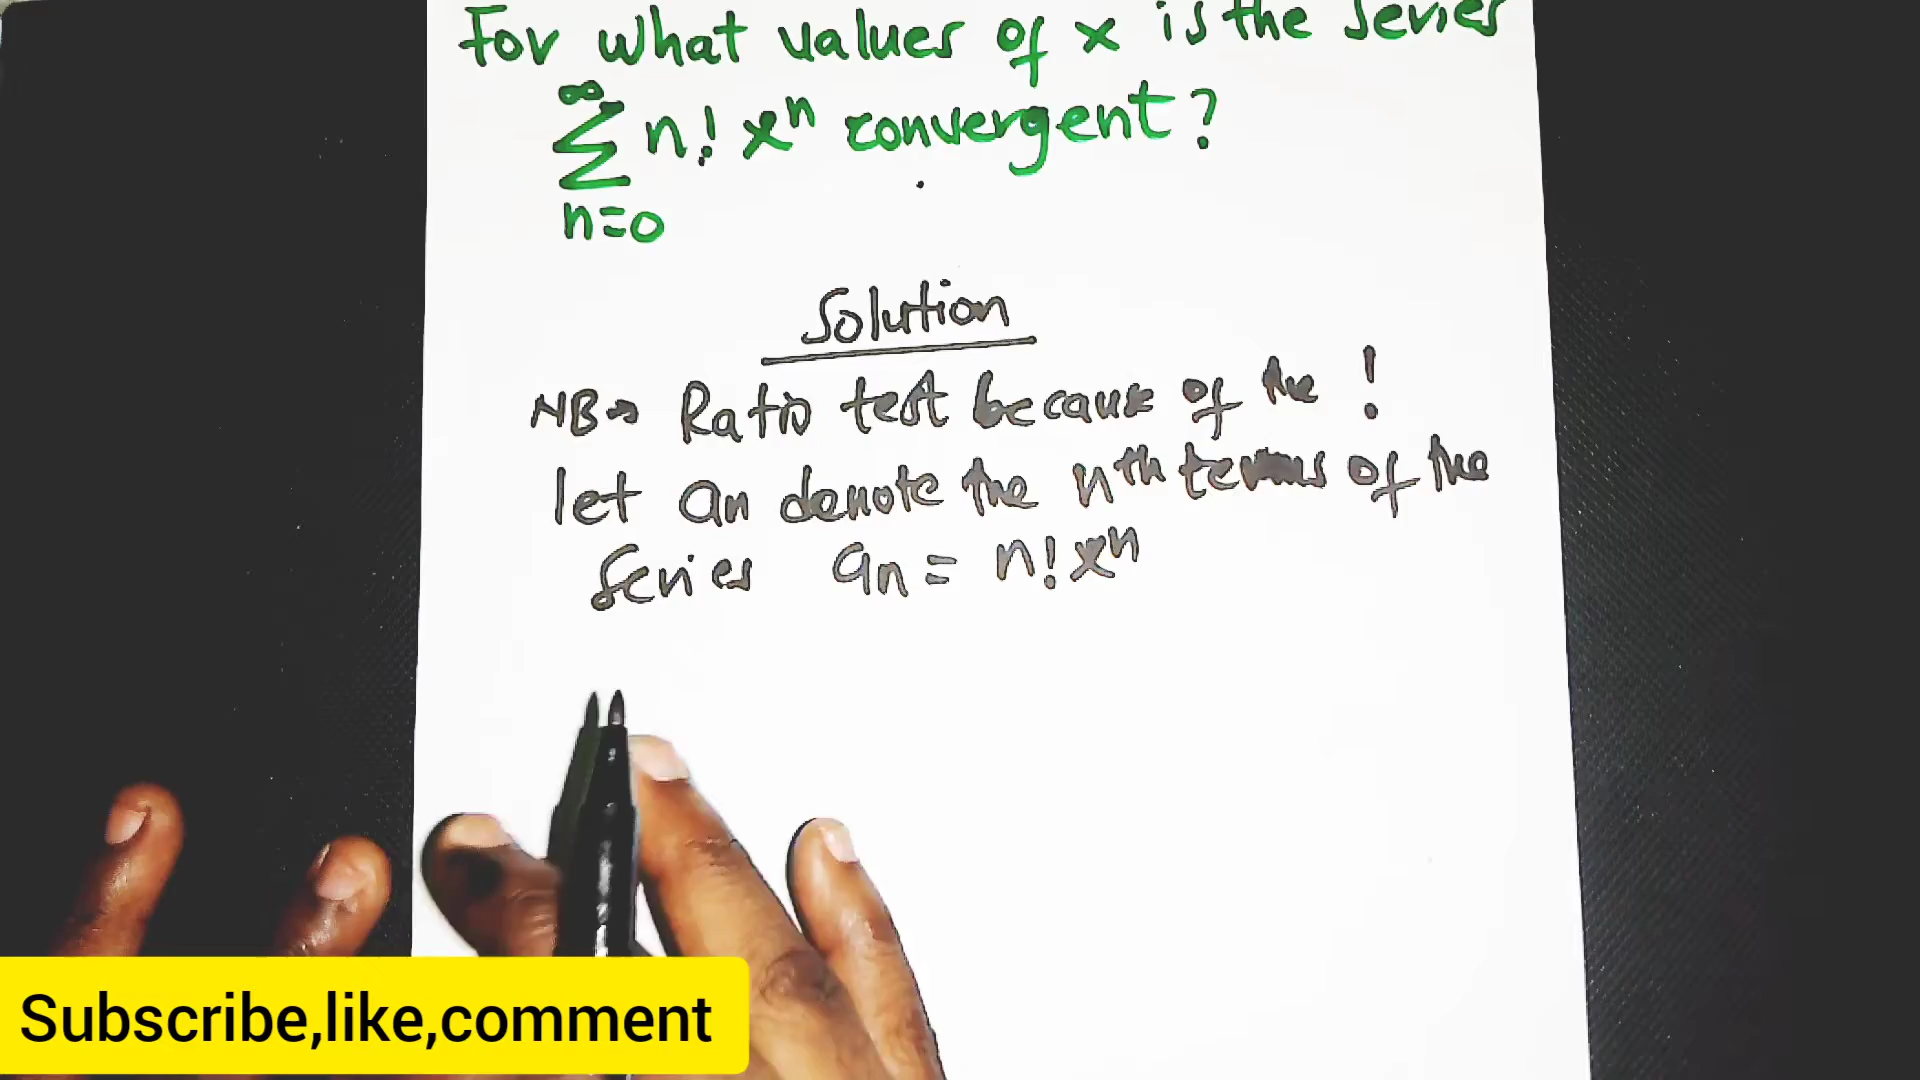 For what values of x is the series
∞
∑ n! xⁿ convergent?
n=0
Solution
NB→ Ratio test because of the !
let an denote the nth terms of the
series an = n! xⁿ
Subscribe,like,comment